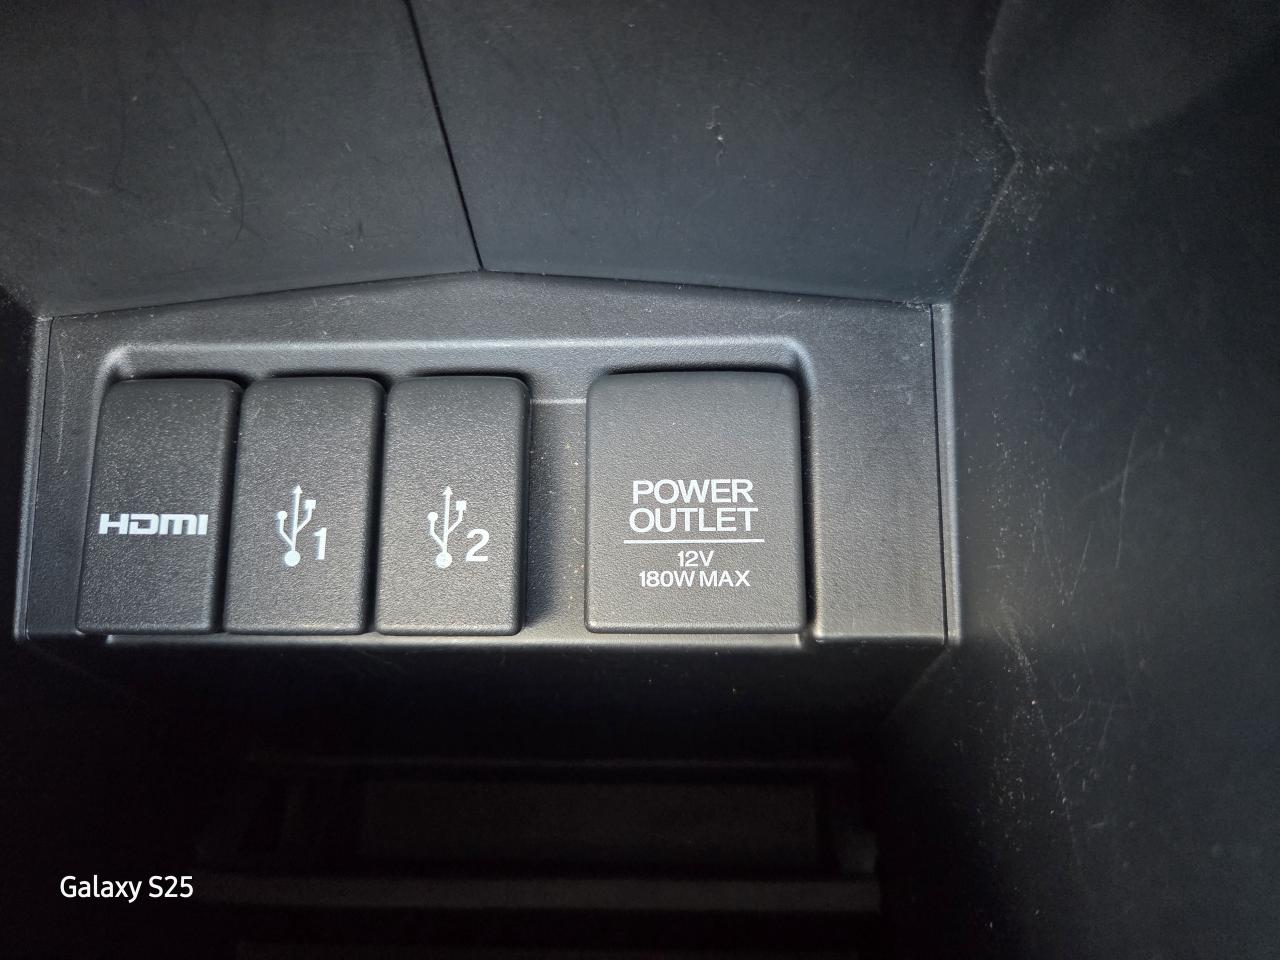 HDMI
1
2
POWER
OUTLET
12V
180W MAX
Galaxy S25